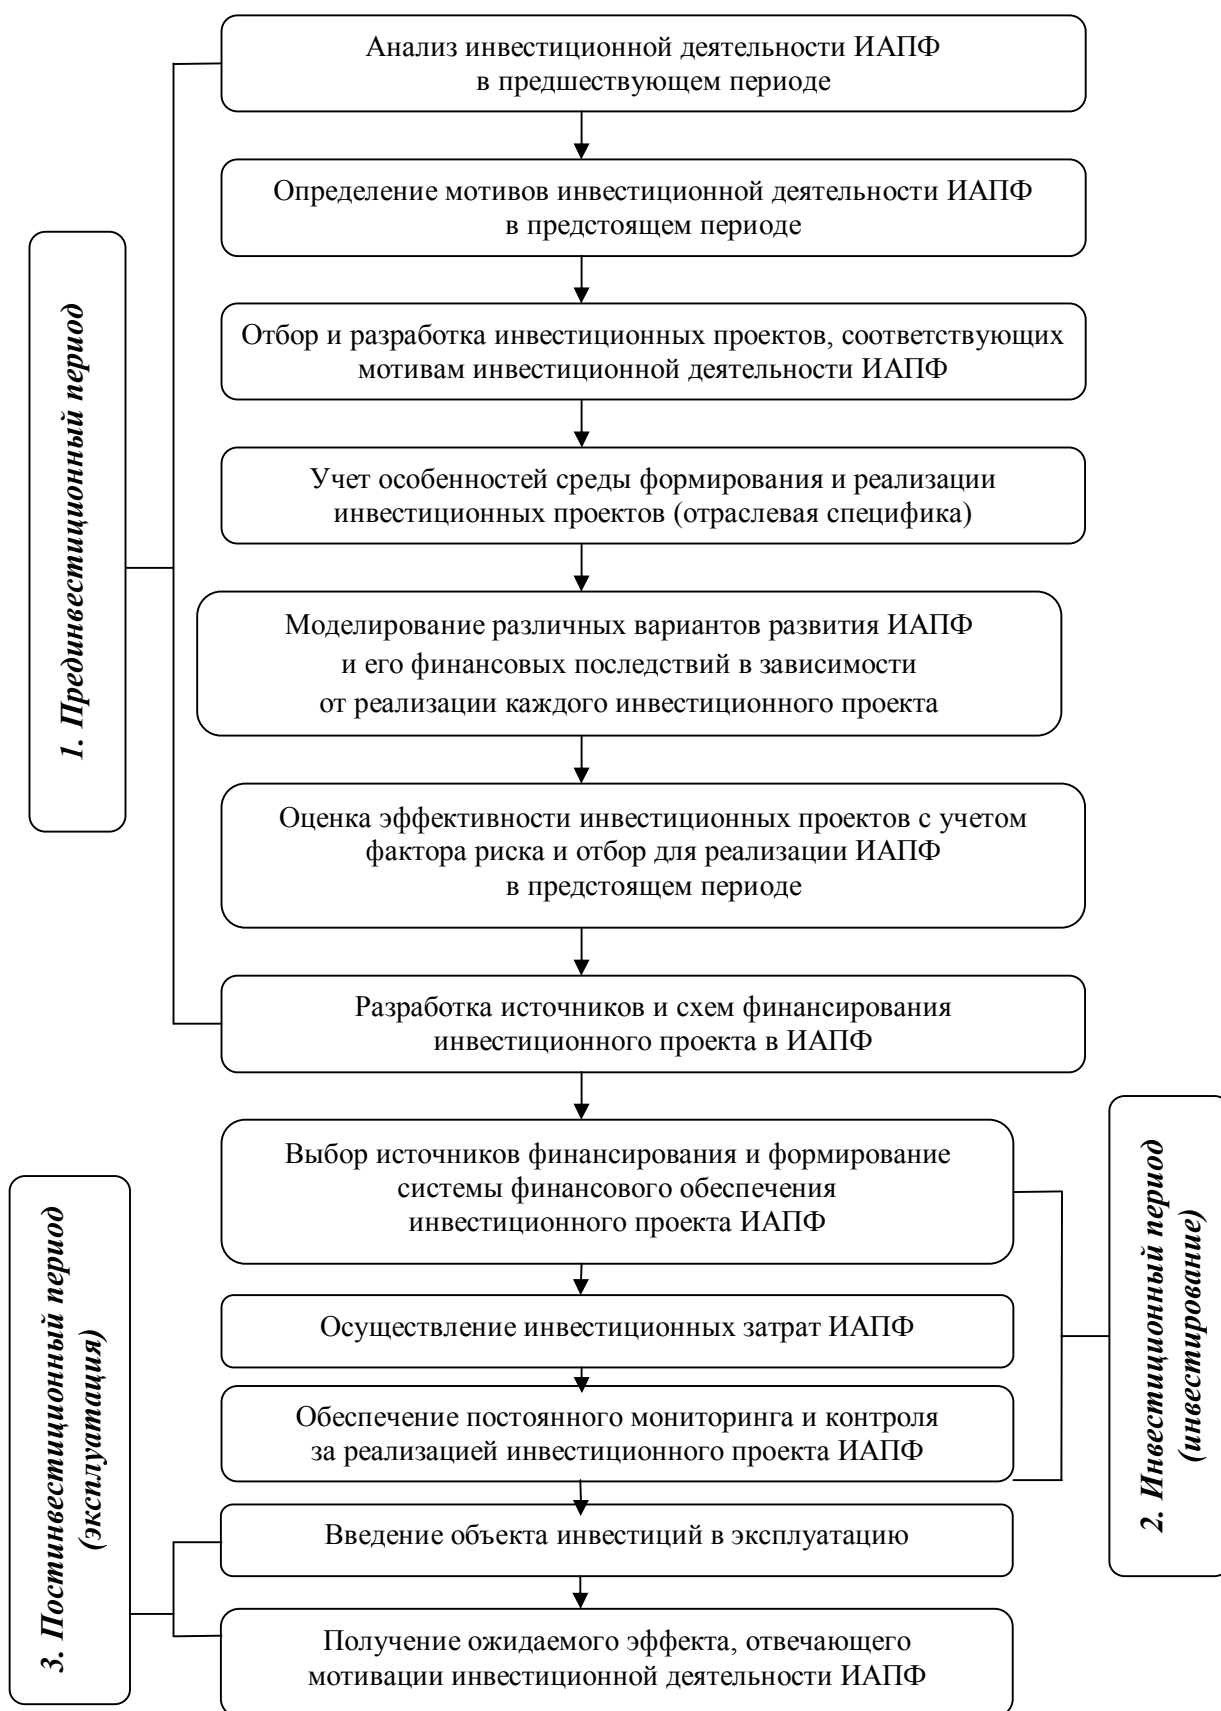 Анализ инвестиционной деятельности ИАПФ
в предшествующем периоде
Определение мотивов инвестиционной деятельности ИАПФ
в предстоящем периоде
Отбор и разработка инвестиционных проектов, соответствующих
мотивам инвестиционной деятельности ИАПФ
Учет особенностей среды формирования и реализации
инвестиционных проектов (отраслевая специфика)
Моделирование различных вариантов развития ИАПФ
и его финансовых последствий в зависимости
от реализации каждого инвестиционного проекта
Оценка эффективности инвестиционных проектов с учетом
фактора риска и отбор для реализации ИАПФ
в предстоящем периоде
Разработка источников и схем финансирования
инвестиционного проекта в ИАПФ
1. Прединвестиционный период
Выбор источников финансирования и формирование
системы финансового обеспечения
инвестиционного проекта ИАПФ
Осуществление инвестиционных затрат ИАПФ
Обеспечение постоянного мониторинга и контроля
за реализацией инвестиционного проекта ИАПФ
2. Инвестиционный период
(инвестирование)
Введение объекта инвестиций в эксплуатацию
Получение ожидаемого эффекта, отвечающего
мотивации инвестиционной деятельности ИАПФ
3. Постинвестиционный период
(эксплуатация)